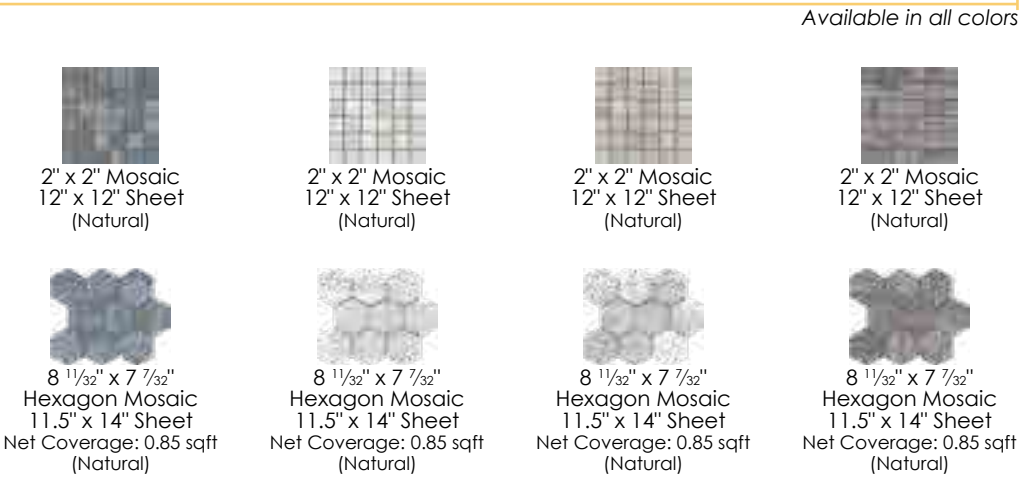 Available in all colors
2" x 2" Mosaic
12" x 12" Sheet
(Natural)
2" x 2" Mosaic
12" x 12" Sheet
(Natural)
2" x 2" Mosaic
12" x 12" Sheet
(Natural)
2" x 2" Mosaic
12" x 12" Sheet
(Natural)
8 11/32" x 7 7/32"
Hexagon Mosaic
11.5" x 14" Sheet
Net Coverage: 0.85 sqft
(Natural)
8 11/32" x 7 7/32"
Hexagon Mosaic
11.5" x 14" Sheet
Net Coverage: 0.85 sqft
(Natural)
8 11/32" x 7 7/32"
Hexagon Mosaic
11.5" x 14" Sheet
Net Coverage: 0.85 sqft
(Natural)
8 11/32" x 7 7/32"
Hexagon Mosaic
11.5" x 14" Sheet
Net Coverage: 0.85 sqft
(Natural)